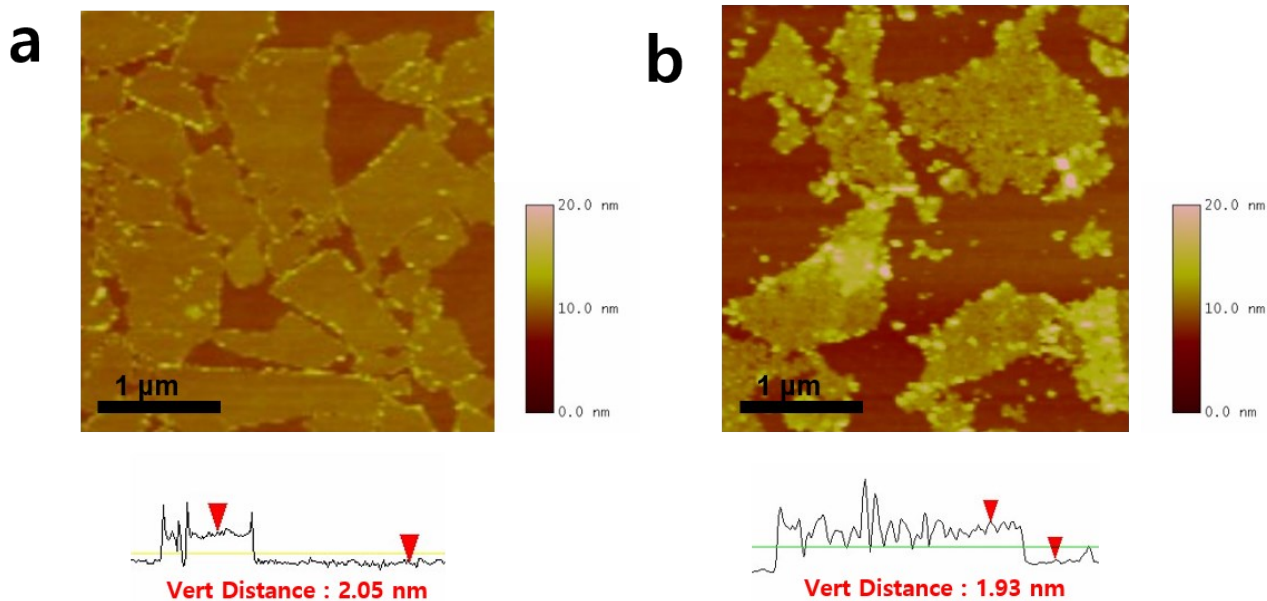 a
b
20.0 nm
10.0 nm
0.0 nm
20.0 nm
10.0 nm
0.0 nm
1 μm
1 μm
Vert Distance : 2.05 nm
Vert Distance : 1.93 nm